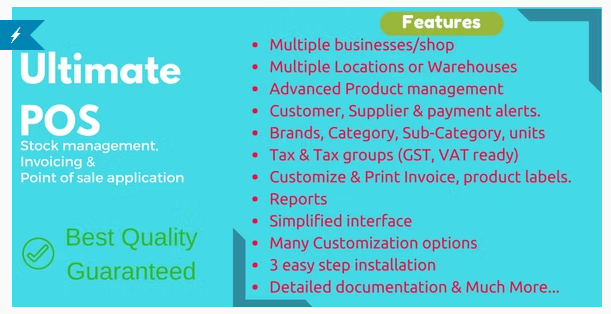 Ultimate
POS
Stock management,
Invoicing &
Point of sale application
Best Quality
Guaranteed
Features
• Multiple businesses/shop
• Multiple Locations or Warehouses
• Advanced Product management
• Customer, Supplier & payment alerts.
• Brands, Category, Sub-Category, units
• Tax & Tax groups (GST, VAT ready)
• Customize & Print Invoice, product labels.
• Reports
• Simplified interface
• Many Customization options
• 3 easy step installation
• Detailed documentation & Much More...